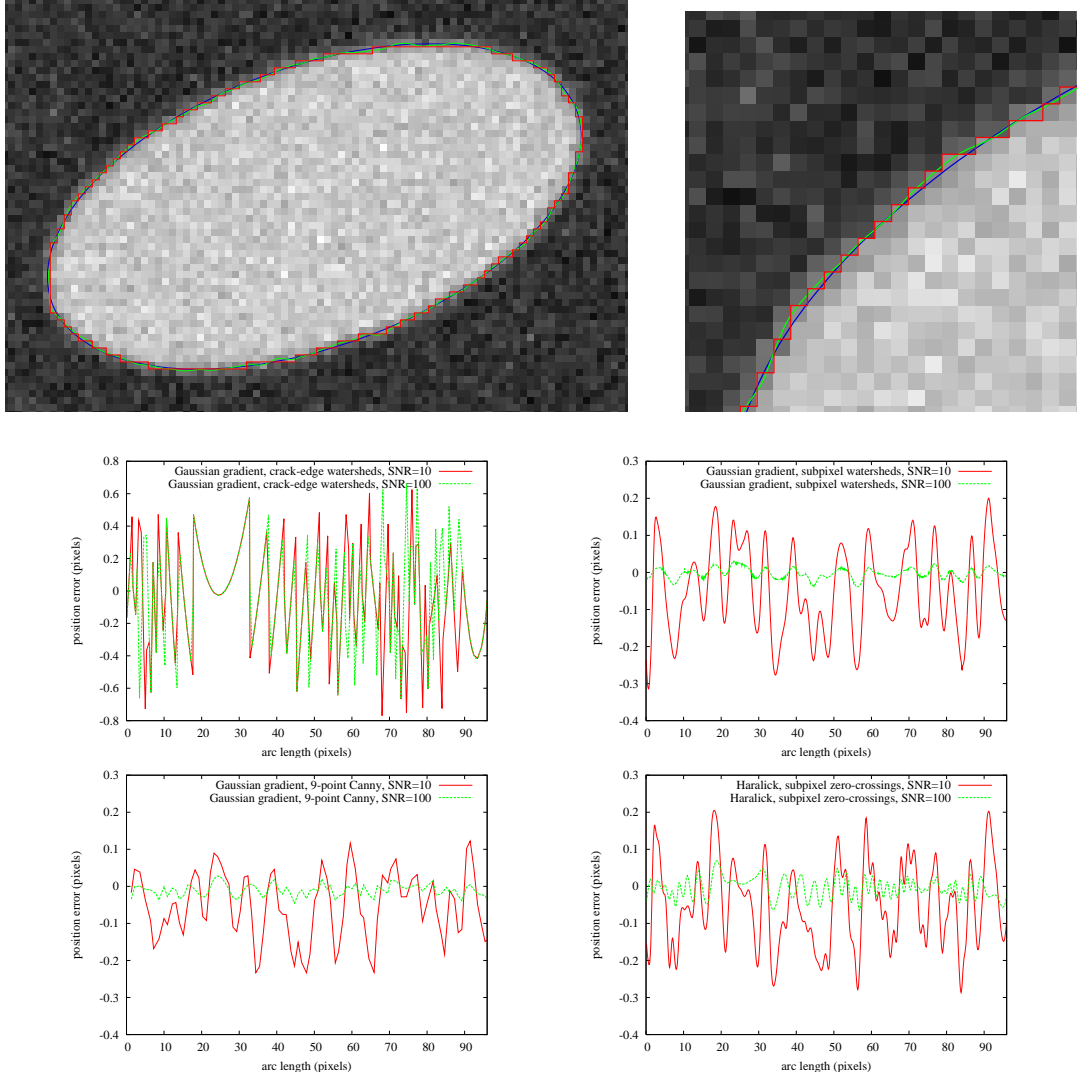 Gaussian gradient, crack-edge watersheds, SNR=10
Gaussian gradient, crack-edge watersheds, SNR=100
0.8
0.6
0.4
0.2
0
-0.2
-0.4
-0.6
-0.8
position error (pixels)
0 10 20 30 40 50 60 70 80 90
arc length (pixels)
Gaussian gradient, subpixel watersheds, SNR=10
Gaussian gradient, subpixel watersheds, SNR=100
0.3
0.2
0.1
0
-0.1
-0.2
-0.3
-0.4
position error (pixels)
0 10 20 30 40 50 60 70 80 90
arc length (pixels)
Gaussian gradient, 9-point Canny, SNR=10
Gaussian gradient, 9-point Canny, SNR=100
0.3
0.2
0.1
0
-0.1
-0.2
-0.3
-0.4
position error (pixels)
0 10 20 30 40 50 60 70 80 90
arc length (pixels)
Haralick, subpixel zero-crossings, SNR=10
Haralick, subpixel zero-crossings, SNR=100
0.3
0.2
0.1
0
-0.1
-0.2
-0.3
-0.4
position error (pixels)
0 10 20 30 40 50 60 70 80 90
arc length (pixels)